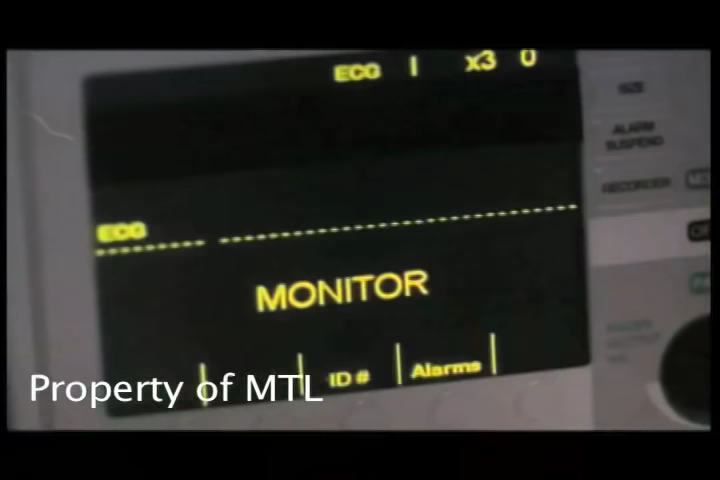 ECG | x3 0
SIZE
ALARM
SUSPEND
RECORDER
ECG
MONITOR
ID # Alarms
Property of MTL